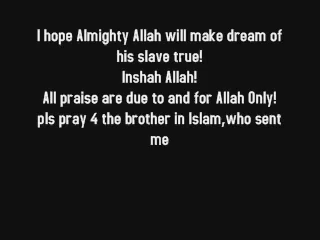 I hope Almighty Allah will make dream of
his slave true!
Inshah Allah!
All praise are due to and for Allah Only!
pls pray 4 the brother in Islam,who sent
me